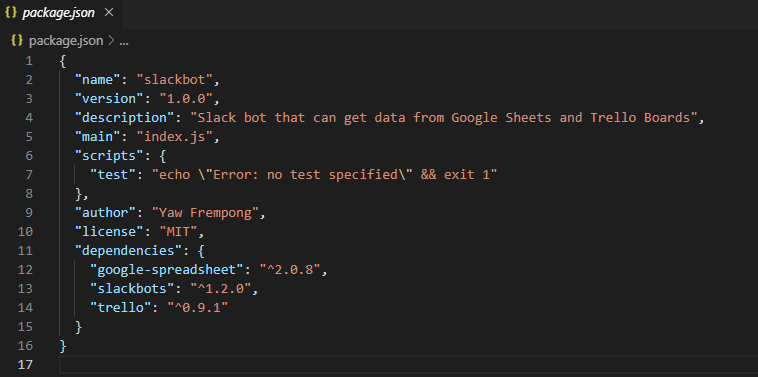 {} package.json ×
{} package.json > ...
1 {
2   "name": "slackbot",
3   "version": "1.0.0",
4   "description": "Slack bot that can get data from Google Sheets and Trello Boards",
5   "main": "index.js",
6   "scripts": {
7     "test": "echo \"Error: no test specified\" && exit 1"
8   },
9   "author": "Yaw Frempong",
10   "license": "MIT",
11   "dependencies": {
12     "google-spreadsheet": "^2.0.8",
13     "slackbots": "^1.2.0",
14     "trello": "^0.9.1"
15   }
16 }
17